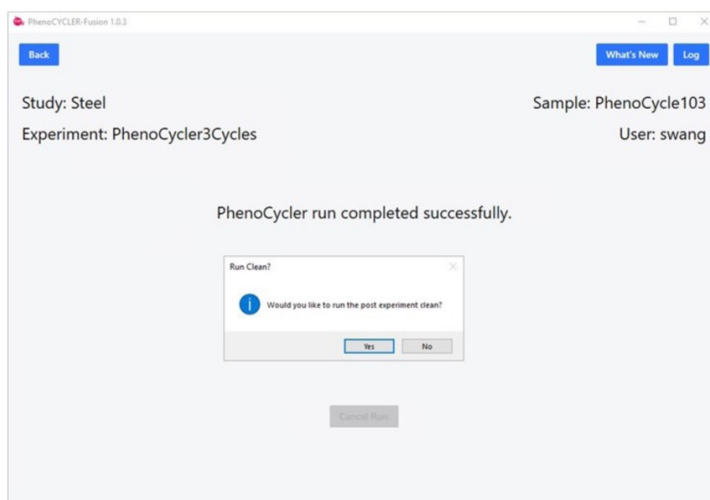 PhenoCYCLER-Fusion 1.0.3
Back
What's New
Log
Study: Steel
Sample: PhenoCycle103
Experiment: PhenoCycler3Cycles
User: swang
PhenoCycler run completed successfully.
Run Clean?
Would you like to run the post experiment clean?
Yes
No
Cancel Run